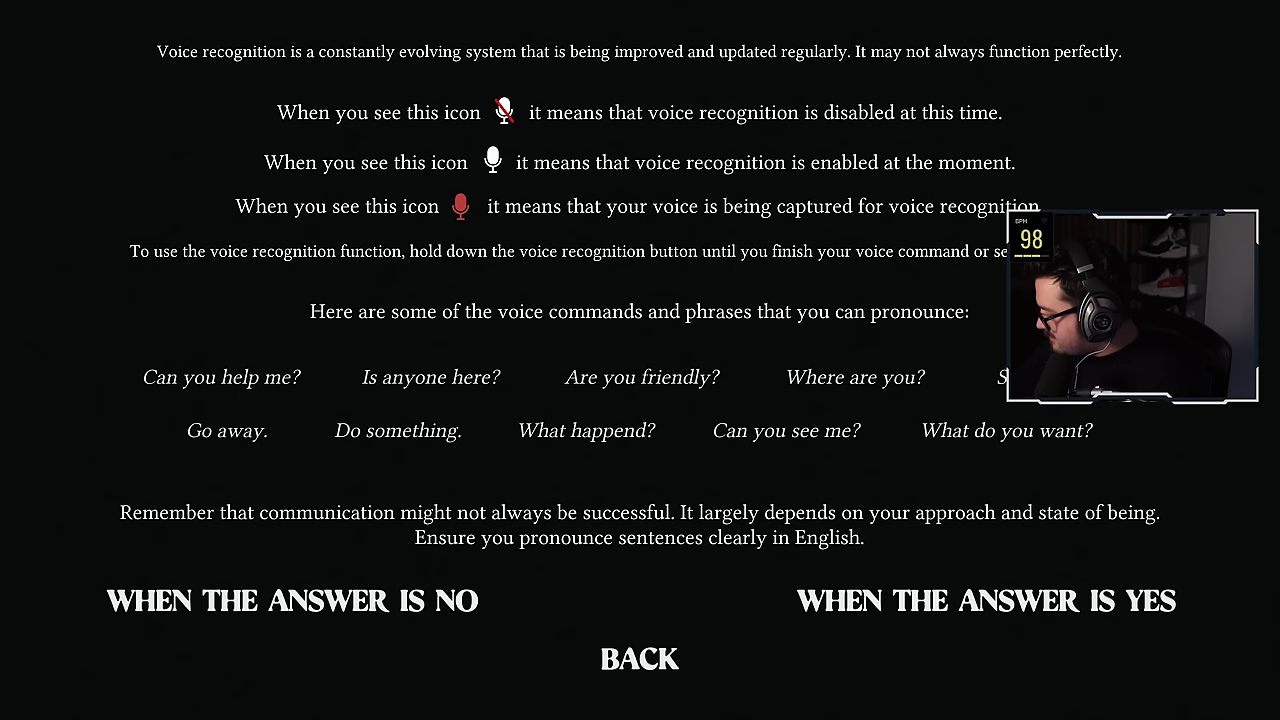 Voice recognition is a constantly evolving system that is being improved and updated regularly. It may not always function perfectly.
When you see this icon it means that voice recognition is disabled at this time.
When you see this icon it means that voice recognition is enabled at the moment.
When you see this icon it means that your voice is being captured for voice recognition
To use the voice recognition function, hold down the voice recognition button until you finish your voice command or
BPM
98
Here are some of the voice commands and phrases that you can pronounce:
Can you help me? Is anyone here? Are you friendly? Where are you?
Go away. Do something. What happend? Can you see me? What do you want?
Remember that communication might not always be successful. It largely depends on your approach and state of being.
Ensure you pronounce sentences clearly in English.
WHEN THE ANSWER IS NO
WHEN THE ANSWER IS YES
BACK